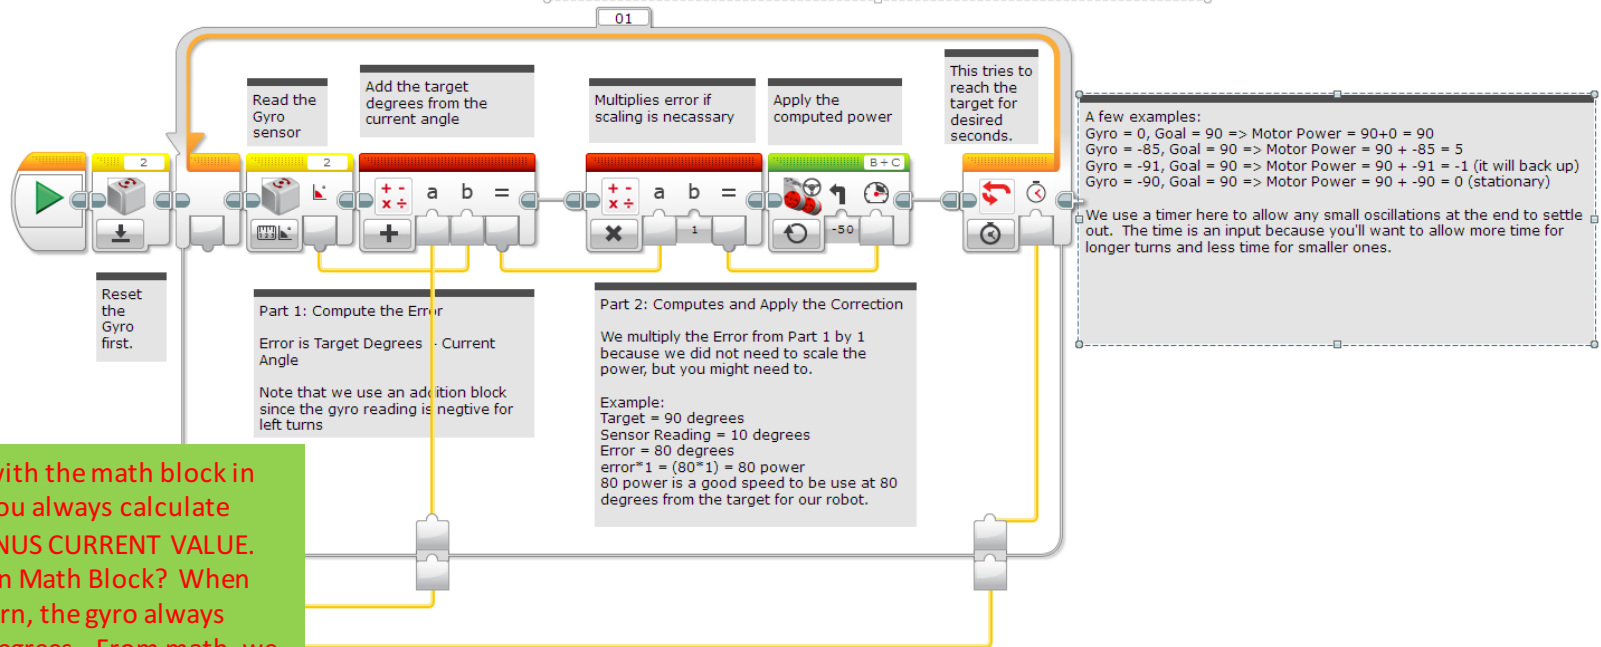 01
Read the
Gyro
sensor
Add the target
degrees from the
current angle
Multiplies error if
scaling is necassary
Apply the
computed power
This tries to
reach the
target for
desired
seconds.
A few examples:
Gyro = 0, Goal = 90 => Motor Power = 90+0 = 90
Gyro = -85, Goal = 90 => Motor Power = 90 + -85 = 5
Gyro = -91, Goal = 90 => Motor Power = 90 + -91 = -1 (it will back up)
Gyro = -90, Goal = 90 => Motor Power = 90 + -90 = 0 (stationary)
We use a timer here to allow any small oscillations at the end to settle
out. The time is an input because you'll want to allow more time for
longer turns and less time for smaller ones.
2
2
B+C
a b =
a b =
1
-50
Reset
the
Gyro
first.
Part 1: Compute the Error
Error is Target Degrees - Current
Angle
Note that we use an addition block
since the gyro reading is negtive for
left turns
Part 2: Computes and Apply the Correction
We multiply the Error from Part 1 by 1
because we did not need to scale the
power, but you might need to.
Example:
Target = 90 degrees
Sensor Reading = 10 degrees
Error = 80 degrees
error*1 = (80*1) = 80 power
80 power is a good speed to be use at 80
degrees from the target for our robot.
with the math block in
ou always calculate
NUS CURRENT VALUE.
n Math Block? When
rn, the gyro always
egrees. From math, we